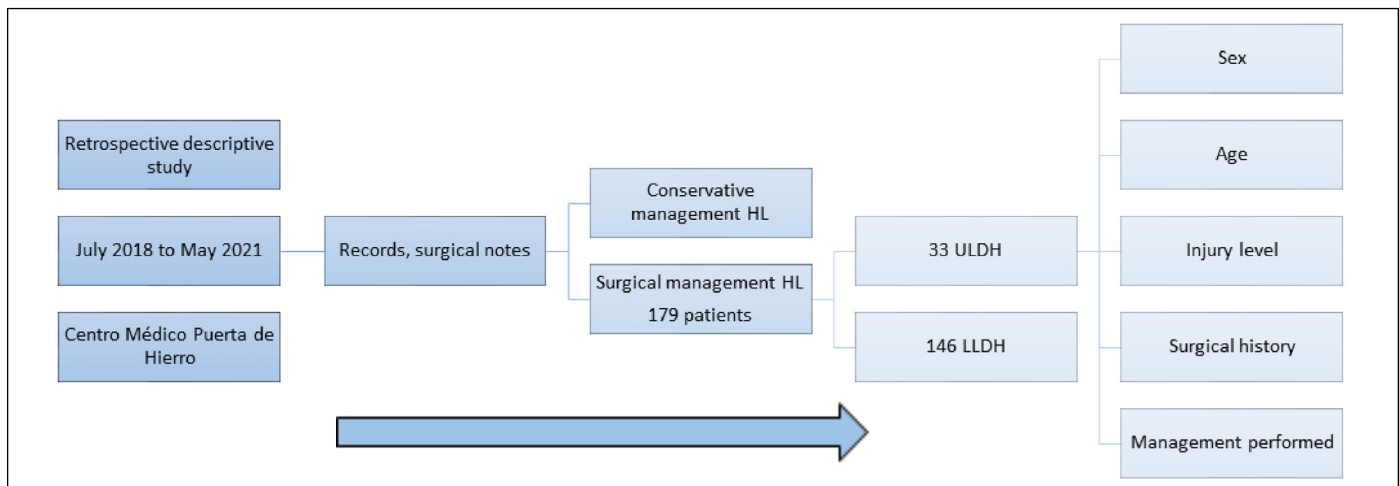 Retrospective descriptive
study
July 2018 to May 2021
Centro Médico Puerta de
Hierro
Records, surgical notes
Conservative
management HL
Surgical management HL
179 patients
33 ULDH
146 LLDH
Sex
Age
Injury level
Surgical history
Management performed